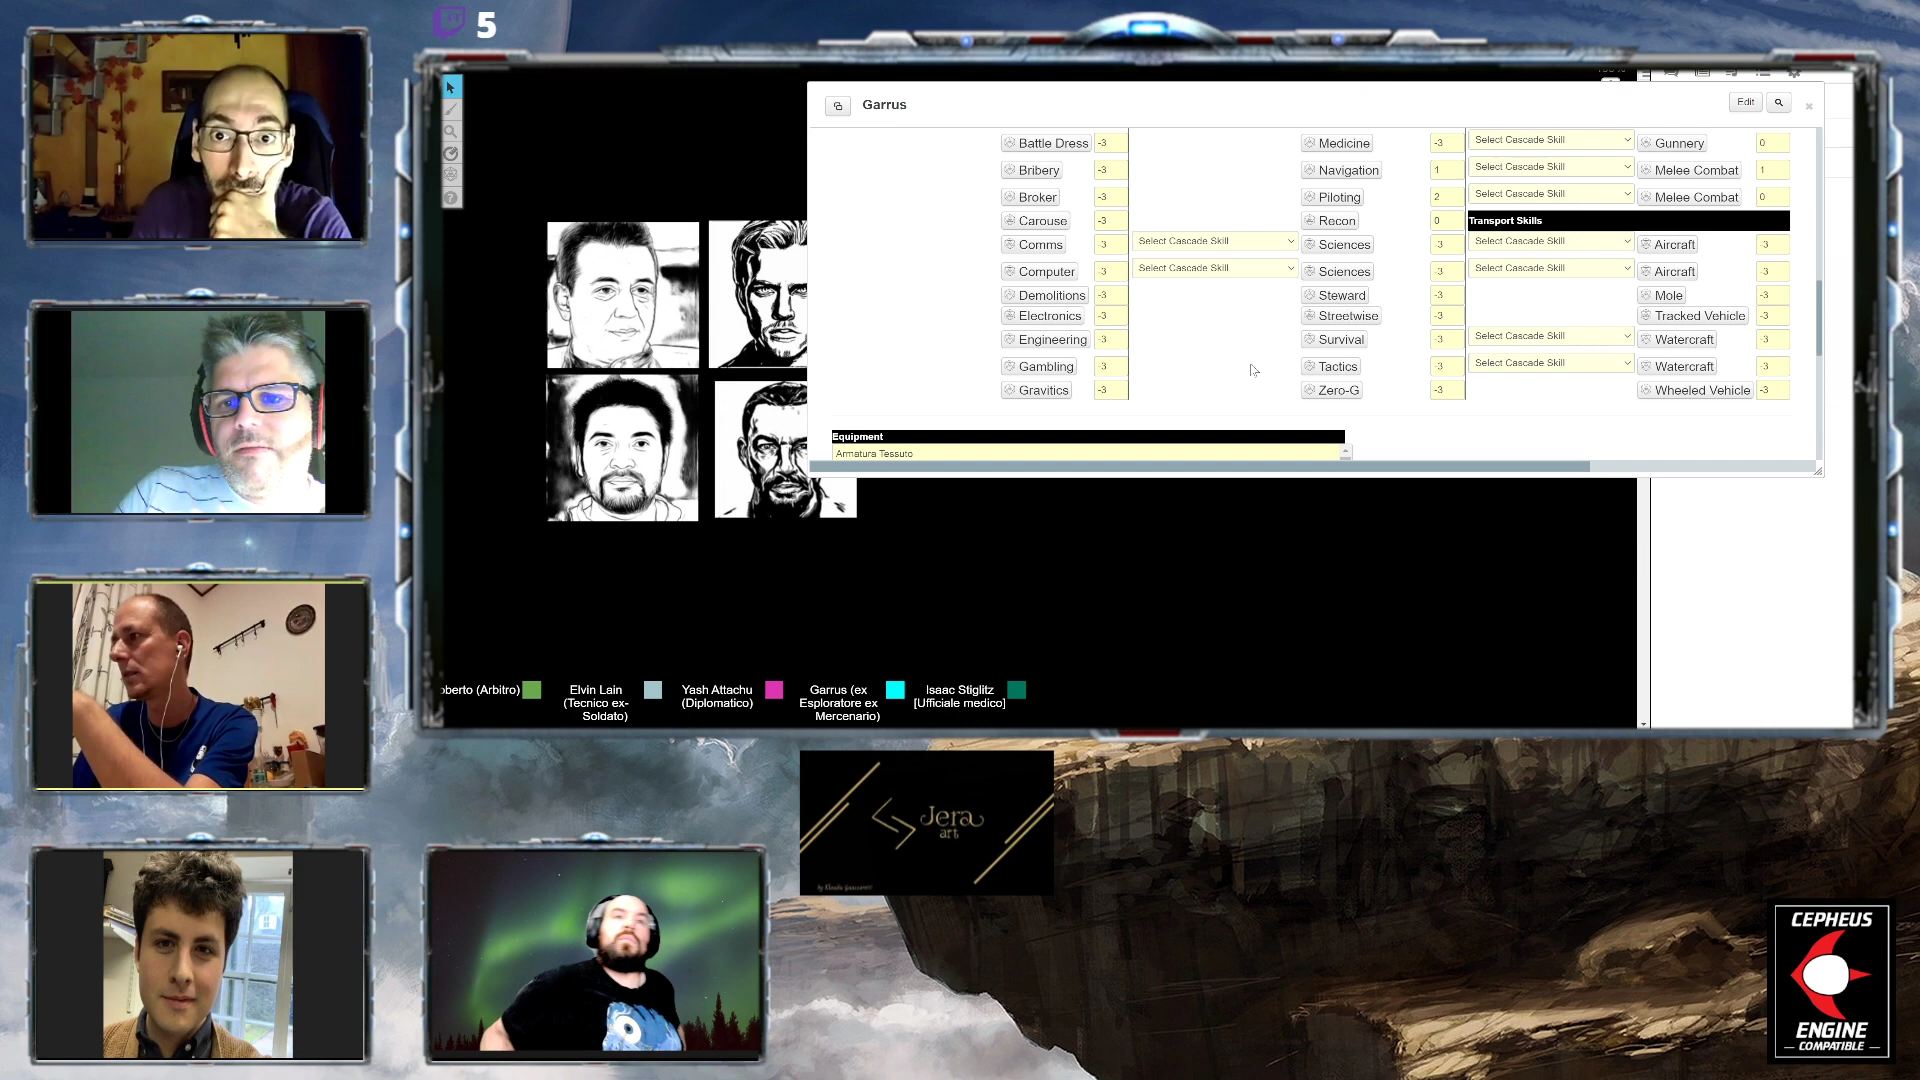 5
Garrus
Edit
Battle Dress -3
Medicine -3
Select Cascade Skill
Gunnery 0
Bribery -3
Navigation 1
Select Cascade Skill
Melee Combat 1
Broker -3
Piloting 2
Select Cascade Skill
Melee Combat 0
Carouse -3
Recon 0
Transport Skills
Comms -3
Select Cascade Skill
Sciences -3
Select Cascade Skill
Aircraft -3
Computer -3
Select Cascade Skill
Sciences -3
Select Cascade Skill
Aircraft -3
Demolitions -3
Steward -3
Mole -3
Electronics -3
Streetwise -3
Tracked Vehicle -3
Engineering -3
Survival -3
Select Cascade Skill
Watercraft -3
Gambling -3
Tactics -3
Select Cascade Skill
Watercraft -3
Gravitics -3
Zero-G -3
Wheeled Vehicle -3
Equipment
Armatura Tessuto
oberto (Arbitro)
Elvin Lain
(Tecnico ex-
Soldato)
Yash Attachu
(Diplomatico)
Garrus (ex
Esploratore ex
Mercenario)
Isaac Stiglitz
[Ufficiale medico]
Jera
art
CEPHEUS
ENGINE
— COMPATIBLE —